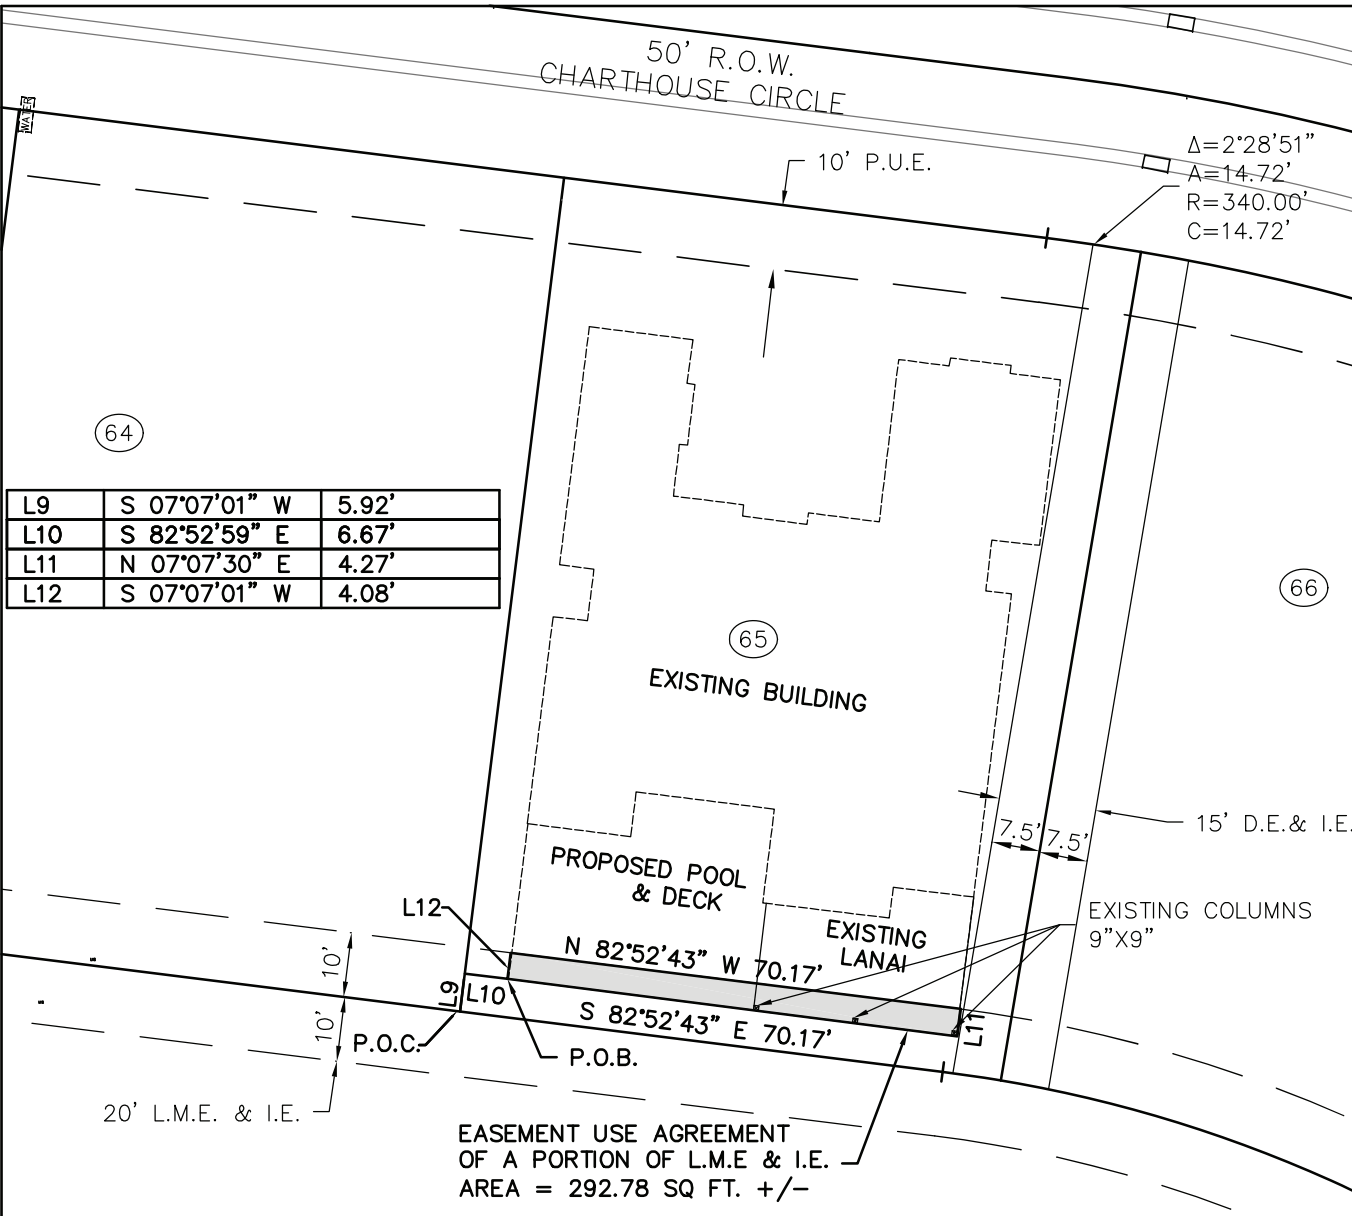 50' R.O.W.
CHARTHOUSE CIRCLE
WATER
10' P.U.E.
Δ=2°28'51"
A=14.72'
R=340.00'
C=14.72'
64
L9 S 07°07'01" W 5.92'
L10 S 82°52'59" E 6.67'
L11 N 07°07'30" E 4.27'
L12 S 07°07'01" W 4.08'
66
65
EXISTING BUILDING
7.5' 7.5'
15' D.E.& I.E.
PROPOSED POOL
& DECK
L12
EXISTING COLUMNS
9"X9"
EXISTING
LANAI
N 82°52'43" W 70.17'
10'
L9
L10
S 82°52'43" E 70.17'
L11
10'
P.O.C.
P.O.B.
20' L.M.E. & I.E.
EASEMENT USE AGREEMENT
OF A PORTION OF L.M.E & I.E.
AREA = 292.78 SQ FT. +/-